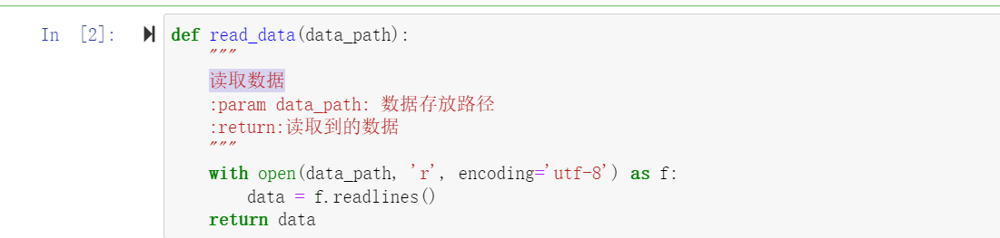 In [2]:
def read_data(data_path):
"""
读取数据
:param data_path: 数据存放路径
:return:读取到的数据
"""
with open(data_path, 'r', encoding='utf-8') as f:
data = f.readlines()
return data